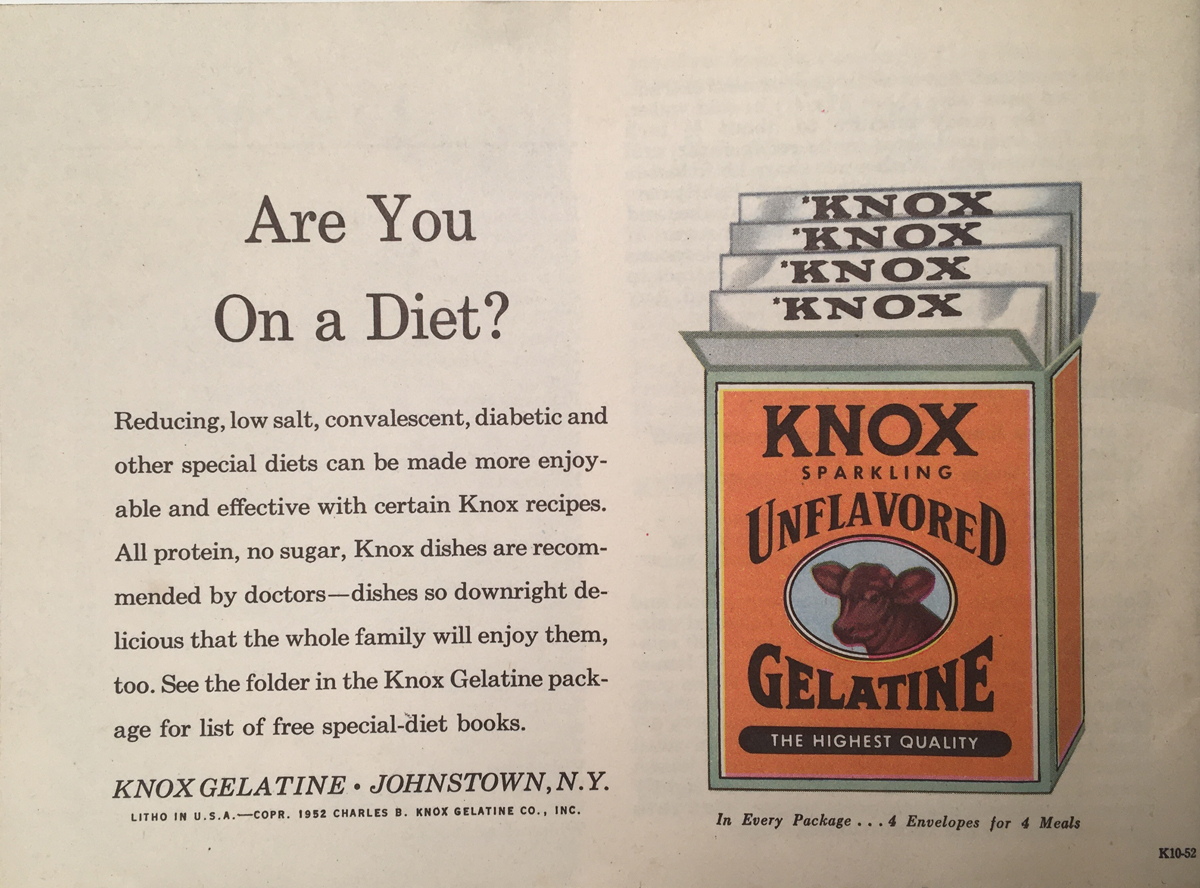 Are You
On a Diet?
Reducing, low salt, convalescent, diabetic and
other special diets can be made more enjoy-
able and effective with certain Knox recipes.
All protein, no sugar, Knox dishes are recom-
mended by doctors—dishes so downright de-
licious that the whole family will enjoy them,
too. See the folder in the Knox Gelatine pack-
age for list of free special-diet books.
KNOX GELATINE • JOHNSTOWN, N.Y.
LITHO IN U.S.A.—COPR. 1952 CHARLES B. KNOX GELATINE CO., INC.
*KNOX
*KNOX
*KNOX
*KNOX
KNOX
SPARKLING
UNFLAVORED
GELATINE
THE HIGHEST QUALITY
In Every Package . . . 4 Envelopes for 4 Meals
K10-52